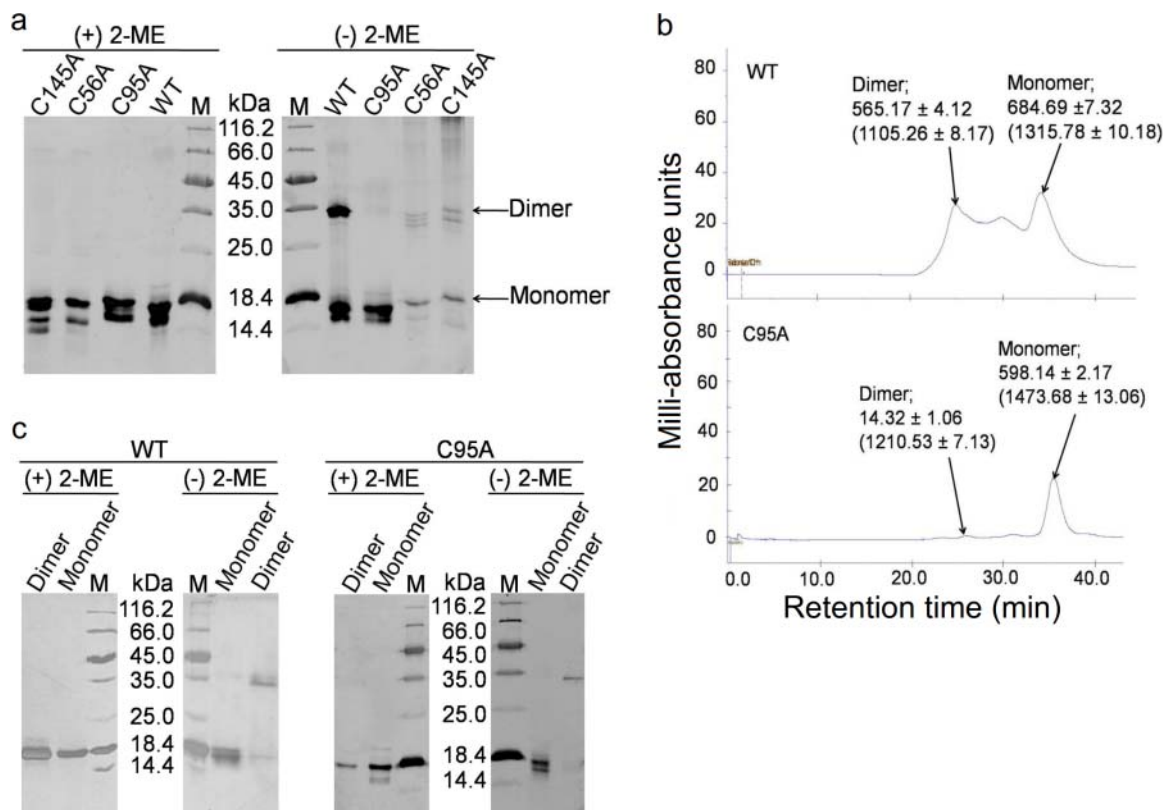 a
(+) 2-ME
(-) 2-ME
C145A
C56A
C95A
WT
M
kDa
M
WT
C95A
C56A
C145A
116.2
66.0
45.0
35.0
25.0
18.4
14.4
Dimer
Monomer
b
WT
80
60
40
20
0
Dimer;
565.17 ± 4.12
(1105.26 ± 8.17)
Monomer;
684.69 ±7.32
(1315.78 ± 10.18)
C95A
80
60
40
20
0
Dimer;
14.32 ± 1.06
(1210.53 ± 7.13)
Monomer;
598.14 ± 2.17
(1473.68 ± 13.06)
0.0 10.0 20.0 30.0 40.0
Milli-absorbance units
Retention time (min)
c
WT
(+) 2-ME
(-) 2-ME
Dimer
Monomer
M
kDa
M
Monomer
Dimer
116.2
66.0
45.0
35.0
25.0
18.4
14.4
C95A
(+) 2-ME
(-) 2-ME
Dimer
Monomer
M
kDa
M
Monomer
Dimer
116.2
66.0
45.0
35.0
25.0
18.4
14.4